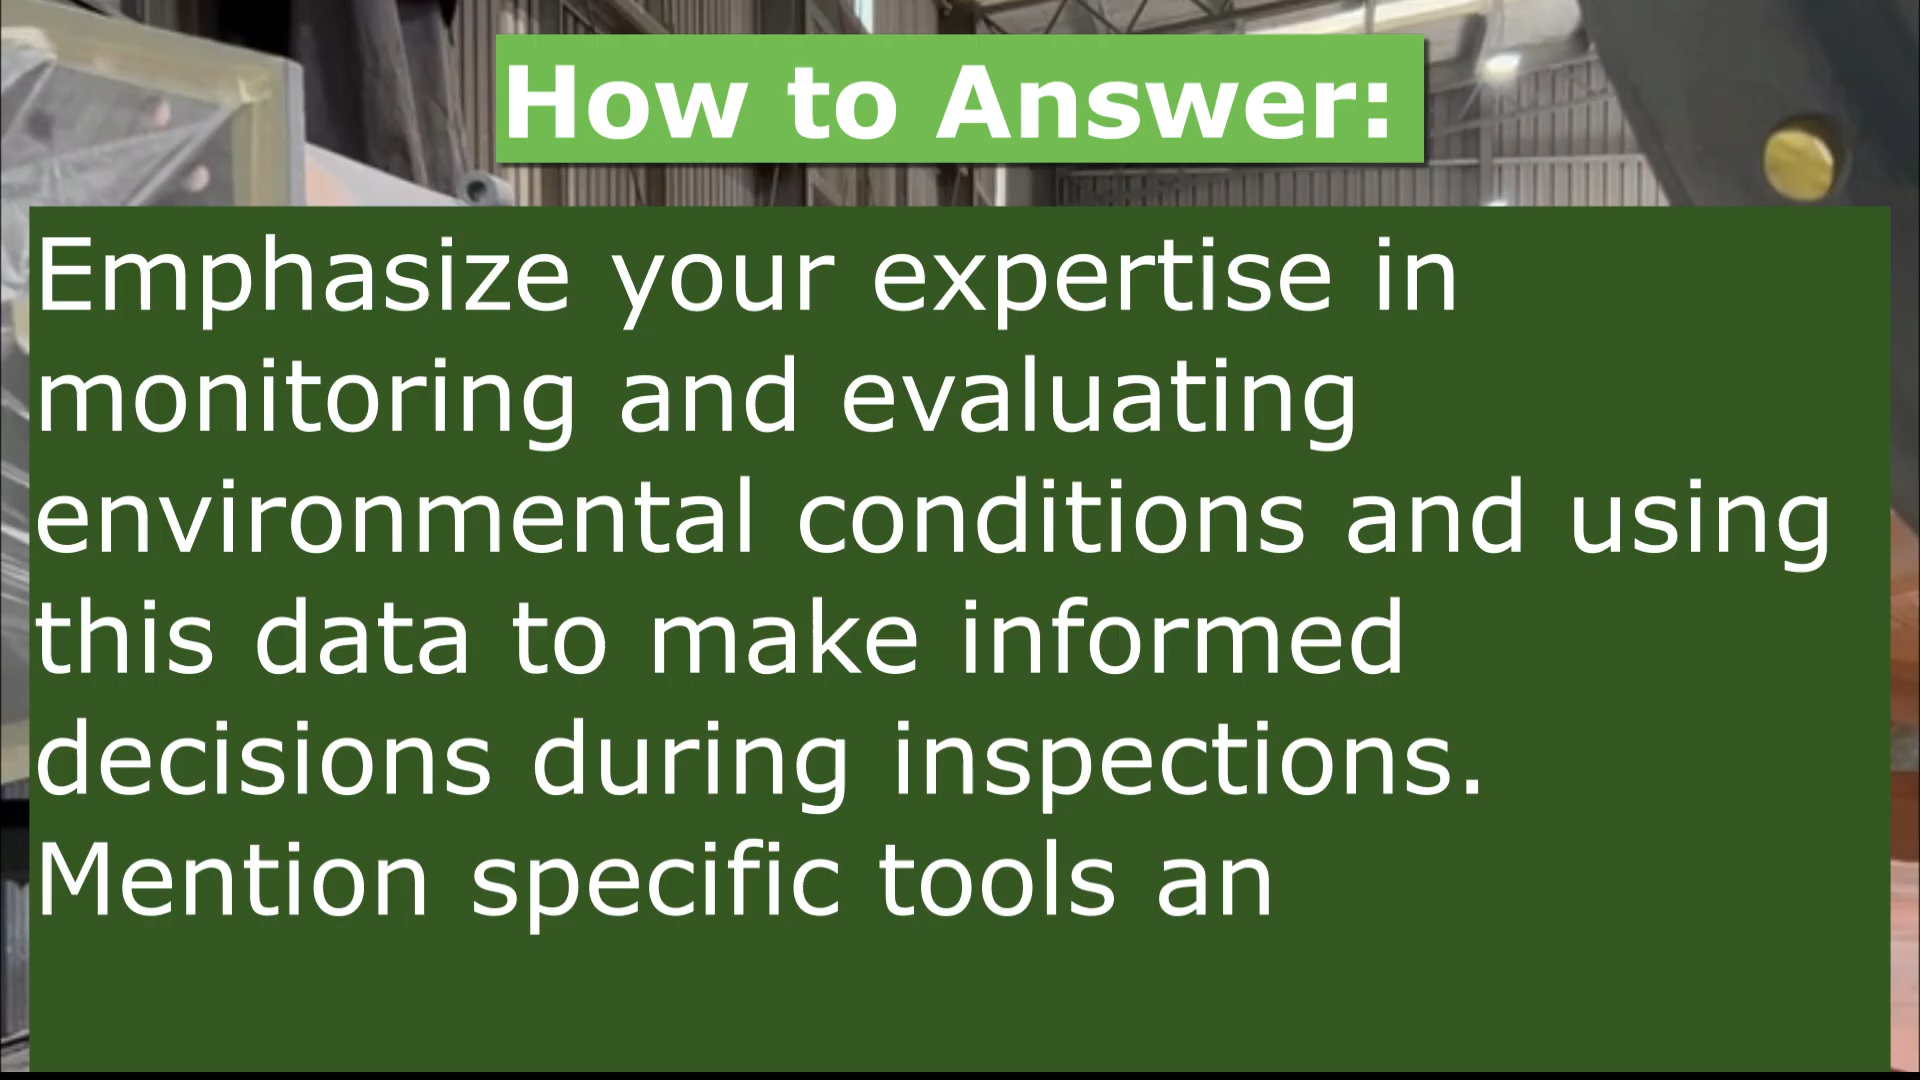 How to Answer:
Emphasize your expertise in
monitoring and evaluating
environmental conditions and using
this data to make informed
decisions during inspections.
Mention specific tools an